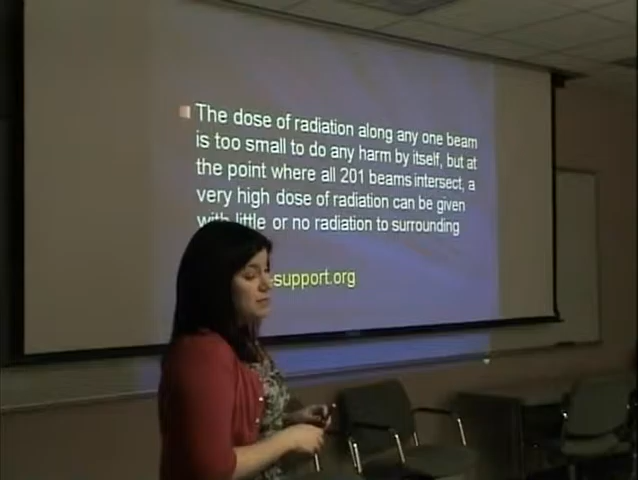 The dose of radiation along any one beam
is too small to do any harm by itself, but at
the point where all 201 beams intersect, a
very high dose of radiation can be given
with little or no radiation to surrounding
support.org